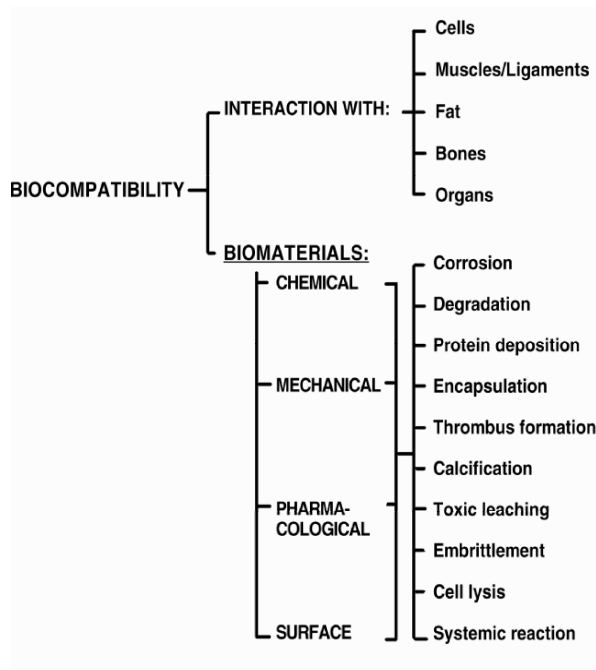 BIOCOMPATIBILITY
INTERACTION WITH:
Cells
Muscles/Ligaments
Fat
Bones
Organs
BIOMATERIALS:
CHEMICAL
MECHANICAL
PHARMA-
COLOGICAL
SURFACE
Corrosion
Degradation
Protein deposition
Encapsulation
Thrombus formation
Calcification
Toxic leaching
Embrittlement
Cell lysis
Systemic reaction